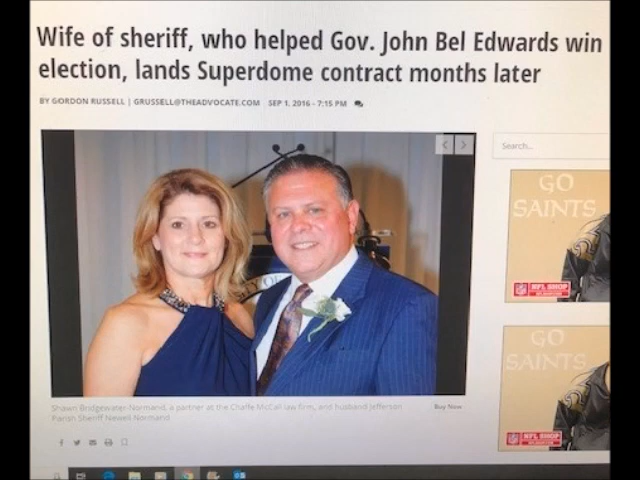 Wife of sheriff, who helped Gov. John Bel Edwards win
election, lands Superdome contract months later
BY GORDON RUSSELL | GRUSSELL@THEADVOCATE.COM SEP 1, 2016 - 7:15 PM
Search...
GO
SAINTS
NFL SHOP
GO
SAINTS
NFL SHOP
Shawn Bridgewater-Normand, a partner at the Chaffe McCall law firm, and husband Jefferson
Parish Sheriff Newell Normand
Buy Now